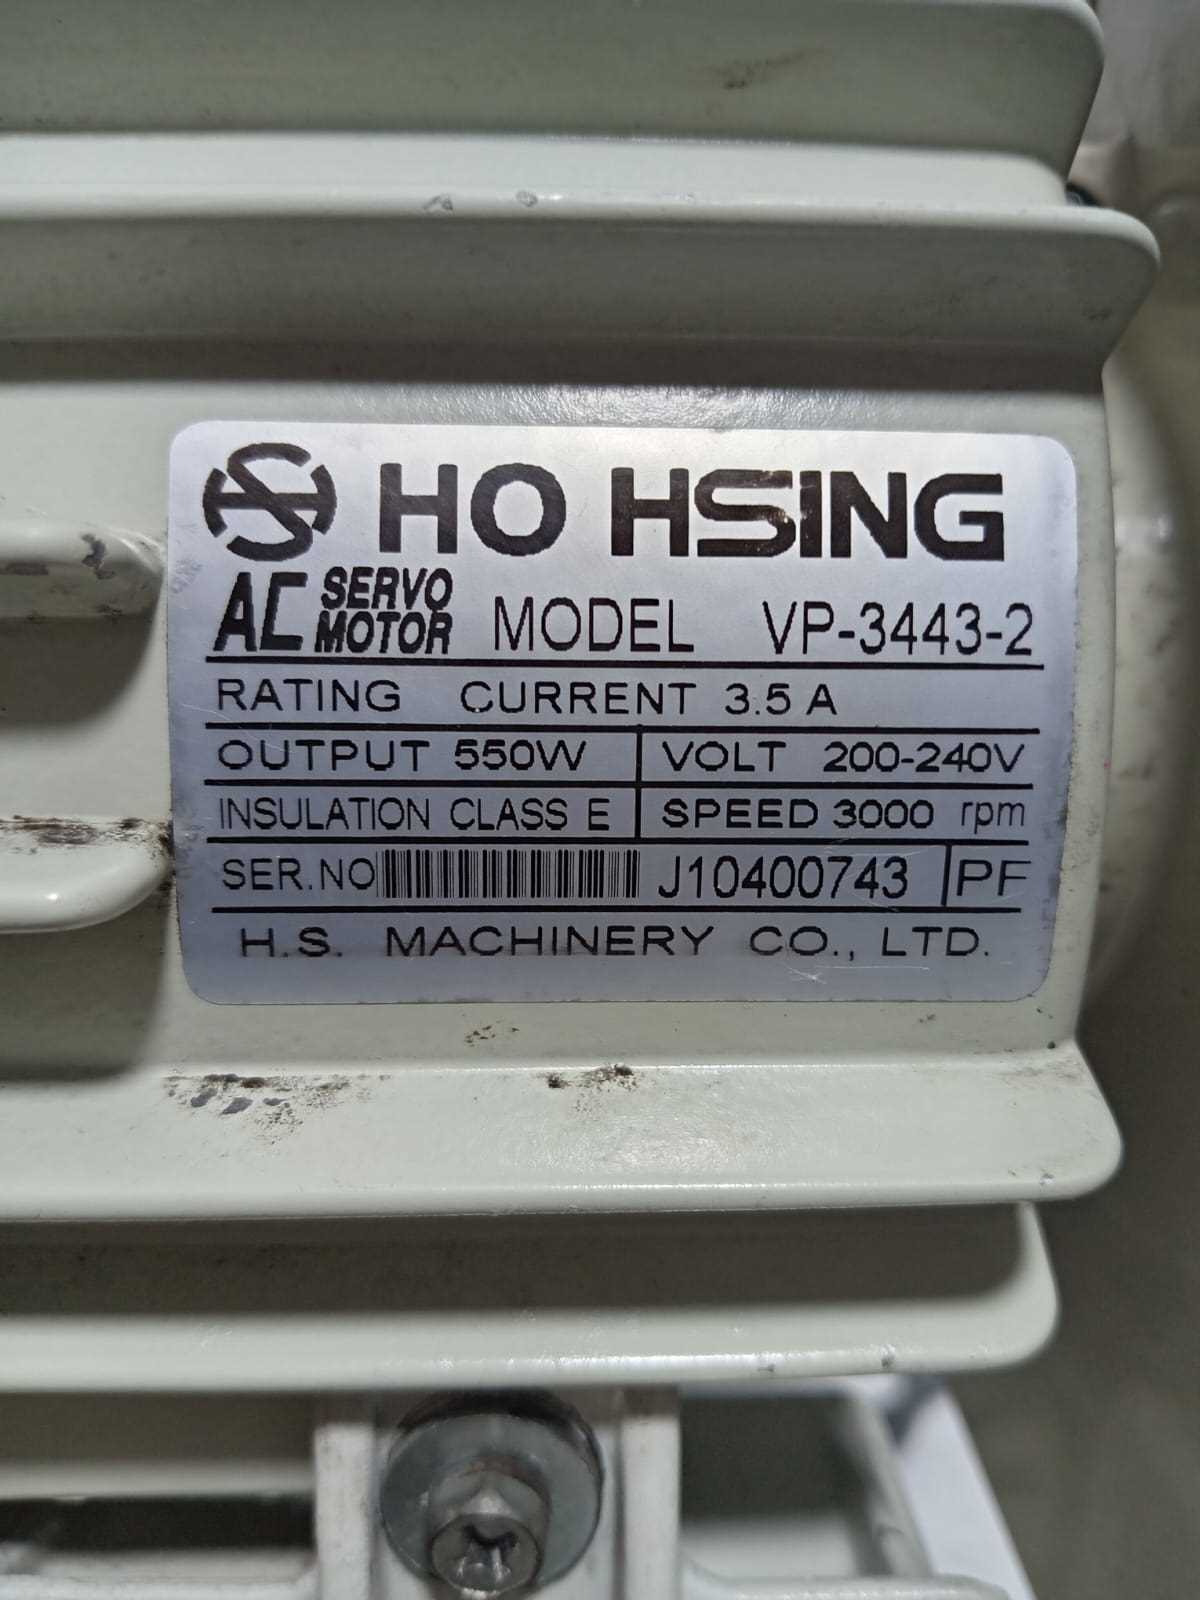 HO HSING
AC SERVO MOTOR MODEL VP-3443-2
RATING CURRENT 3.5 A
OUTPUT 550W VOLT 200-240V
INSULATION CLASS E SPEED 3000 rpm
SER.NO J10400743 PF
H.S. MACHINERY CO., LTD.